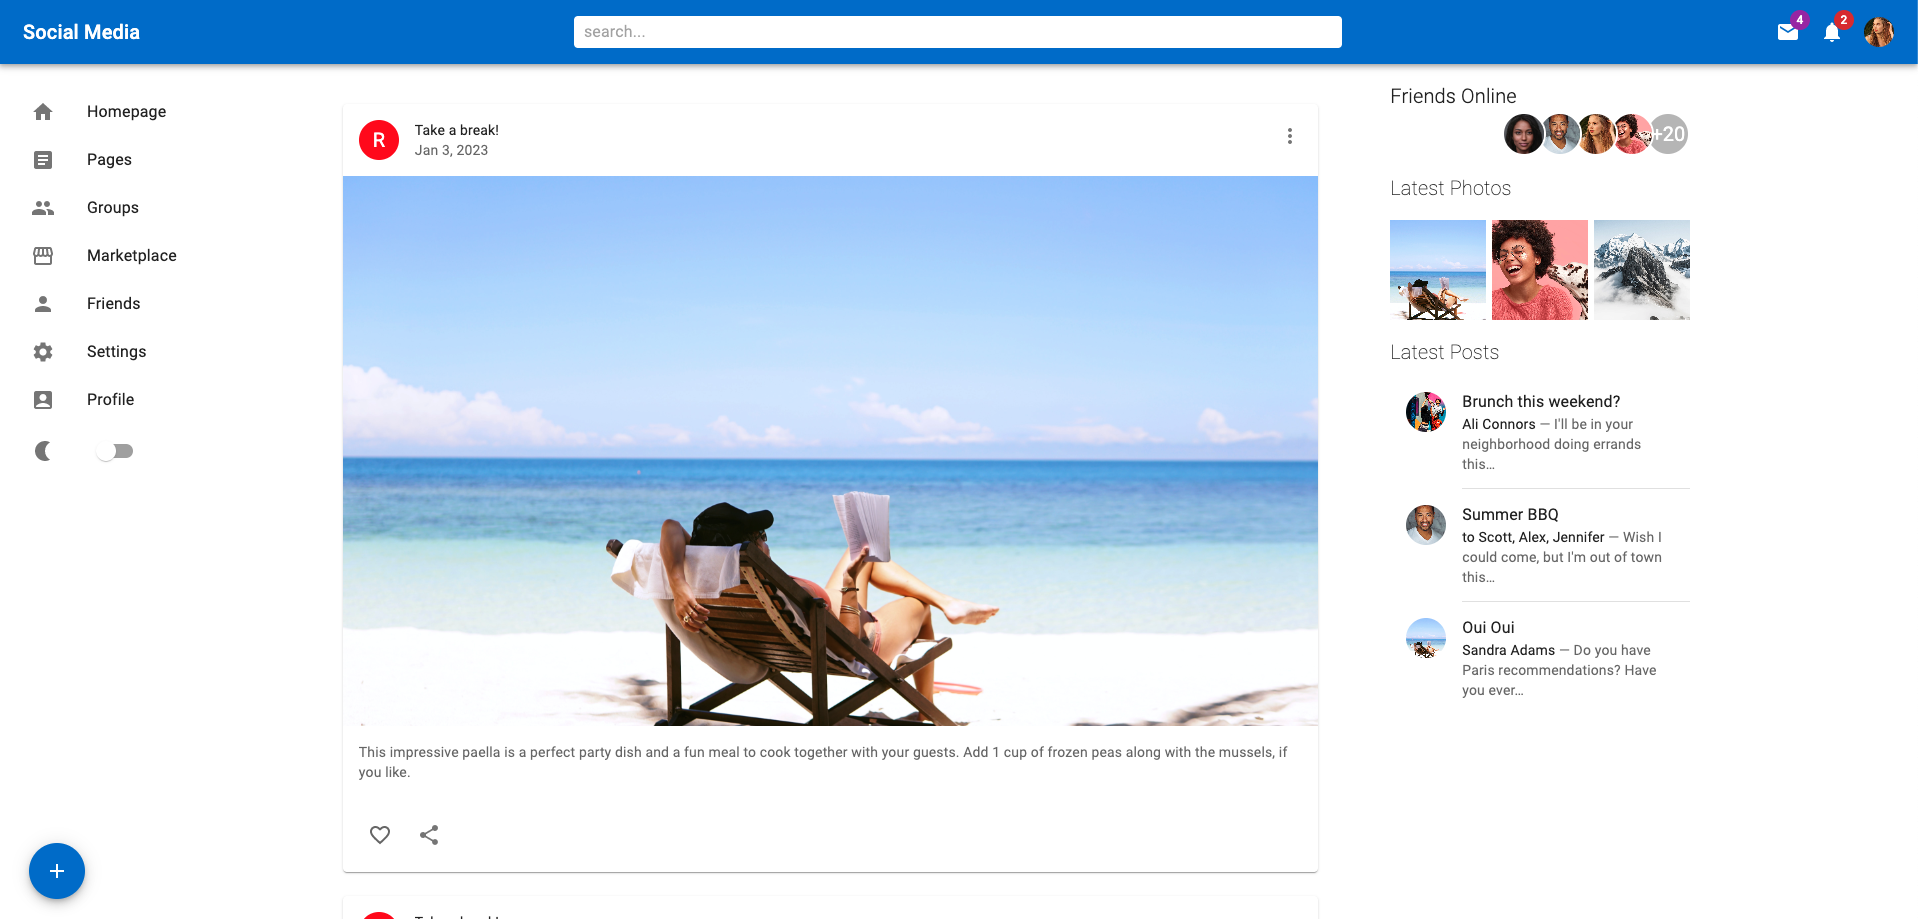 Social Media
search...
4
2
Homepage
Pages
Groups
Marketplace
Friends
Settings
Profile
R
Take a break!
Jan 3, 2023
This impressive paella is a perfect party dish and a fun meal to cook together with your guests. Add 1 cup of frozen peas along with the mussels, if
you like.
Friends Online
+20
Latest Photos
Latest Posts
Brunch this weekend?
Ali Connors — I'll be in your
neighborhood doing errands
this…
Summer BBQ
to Scott, Alex, Jennifer — Wish I
could come, but I'm out of town
this…
Oui Oui
Sandra Adams — Do you have
Paris recommendations? Have
you ever…